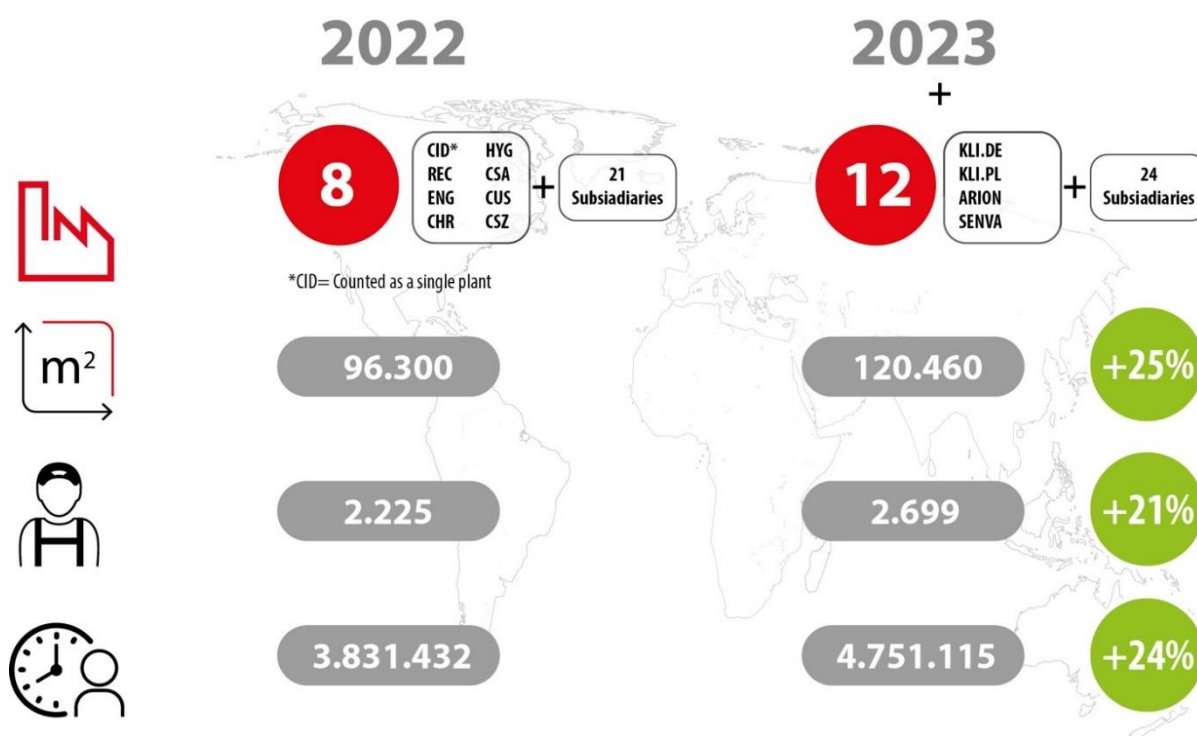 2022
2023
+
8
CID* HYG
REC CSA
ENG CUS
CHR CSZ
+
21
Subsiadiaries
12
KLI.DE
KLI.PL
ARION
SENVA
+
24
Subsiadiaries
*CID= Counted as a single plant
m²
96.300
120.460
+25%
2.225
2.699
+21%
3.831.432
4.751.115
+24%